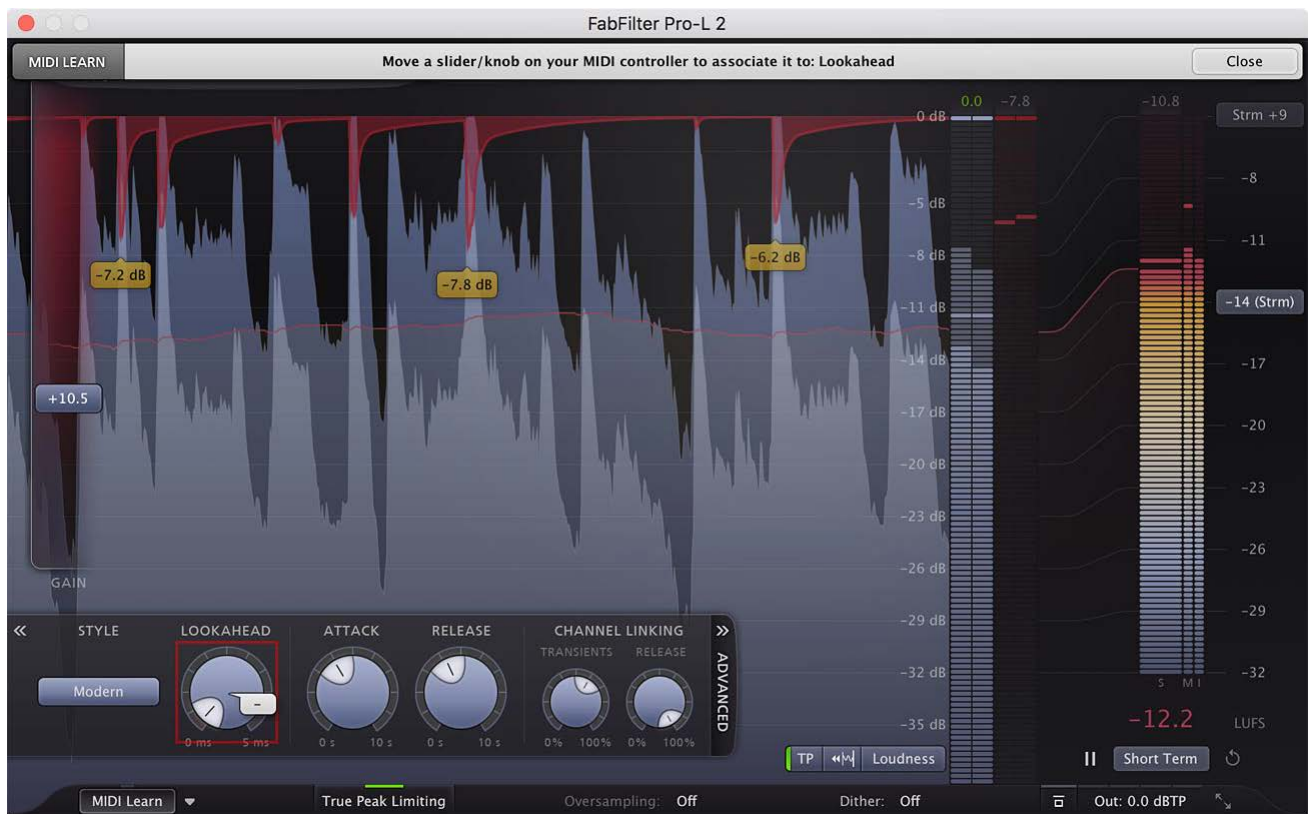 FabFilter Pro-L 2
MIDI LEARN
Move a slider/knob on your MIDI controller to associate it to: Lookahead
Close
0.0
-7.8
-10.8
0 dB
-5 dB
-8 dB
-11 dB
-14 dB
-17 dB
-20 dB
-23 dB
-26 dB
-29 dB
-32 dB
-35 dB
Strm +9
-8
-11
-14 (Strm)
-17
-20
-23
-26
-29
-32
-7.2 dB
-7.8 dB
-6.2 dB
+10.5
GAIN
S M I
-12.2 LUFS
STYLE
Modern
LOOKAHEAD
-
0 ms 5 ms
ATTACK
0 s 10 s
RELEASE
0 s 10 s
CHANNEL LINKING
TRANSIENTS
0% 100%
RELEASE
0% 100%
ADVANCED
TP
Loudness
Short Term
MIDI Learn
True Peak Limiting
Oversampling: Off
Dither: Off
Out: 0.0 dBTP